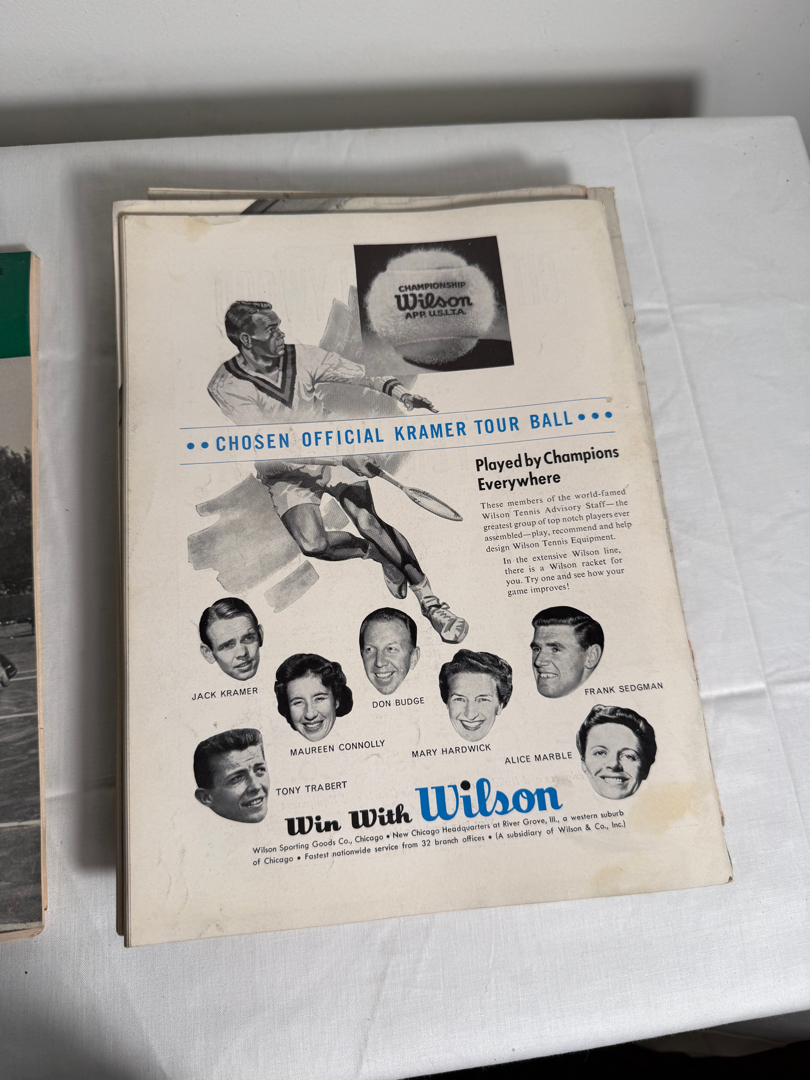 CHAMPIONSHIP
Wilson
APP. U.S.L.T.A.
••CHOSEN OFFICIAL KRAMER TOUR BALL•••
Played by Champions
Everywhere
These members of the world-famed
Wilson Tennis Advisory Staff—the
greatest group of top notch players ever
assembled—play, recommend and help
design Wilson Tennis Equipment.
In the extensive Wilson line,
there is a Wilson racket for
you. Try one and see how your
game improves!
JACK KRAMER
MAUREEN CONNOLLY
DON BUDGE
MARY HARDWICK
FRANK SEDGMAN
ALICE MARBLE
TONY TRABERT
Win With Wilson
Wilson Sporting Goods Co., Chicago • New Chicago Headquarters at River Grove, Ill., a western suburb
of Chicago • Fastest nationwide service from 32 branch offices • (A subsidiary of Wilson & Co., Inc.)